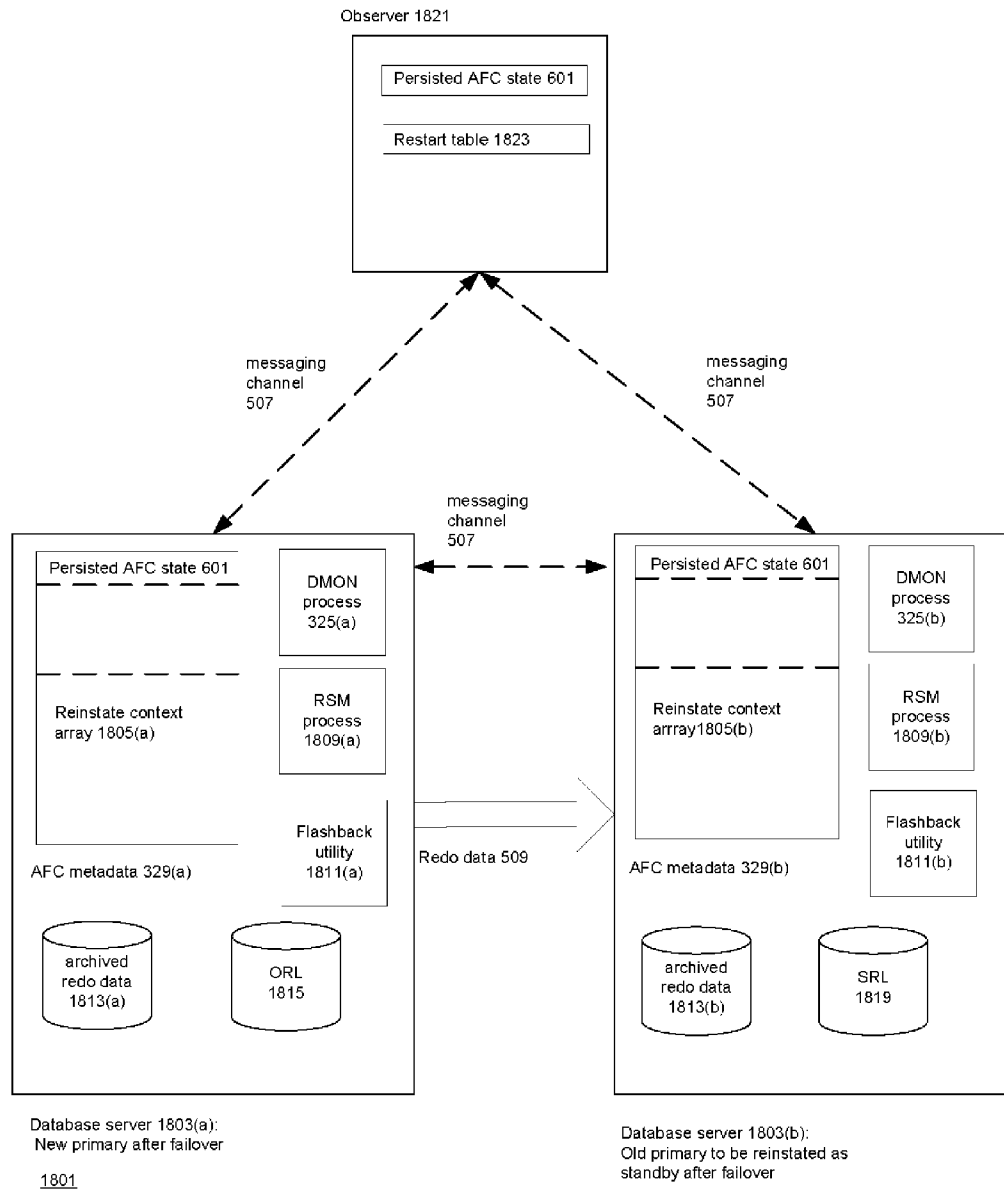 Observer 1821
Persisted AFC state 601
Restart table 1823
messaging
channel
507
messaging
channel
507
messaging
channel
507
Persisted AFC state 601
DMON
process
325(a)
Reinstate context
array 1805(a)
RSM
process
1809(a)
Flashback
utility
1811(a)
AFC metadata 329(a)
archived
redo data
1813(a)
ORL
1815
Redo data 509
Persisted AFC state 601
DMON
process
325(b)
Reinstate context
arrray1805(b)
RSM
process
1809(b)
Flashback
utility
1811(b)
AFC metadata 329(b)
archived
redo data
1813(b)
SRL
1819
Database server 1803(a):
New primary after failover
1801
Database server 1803(b):
Old primary to be reinstated as
standby after failover